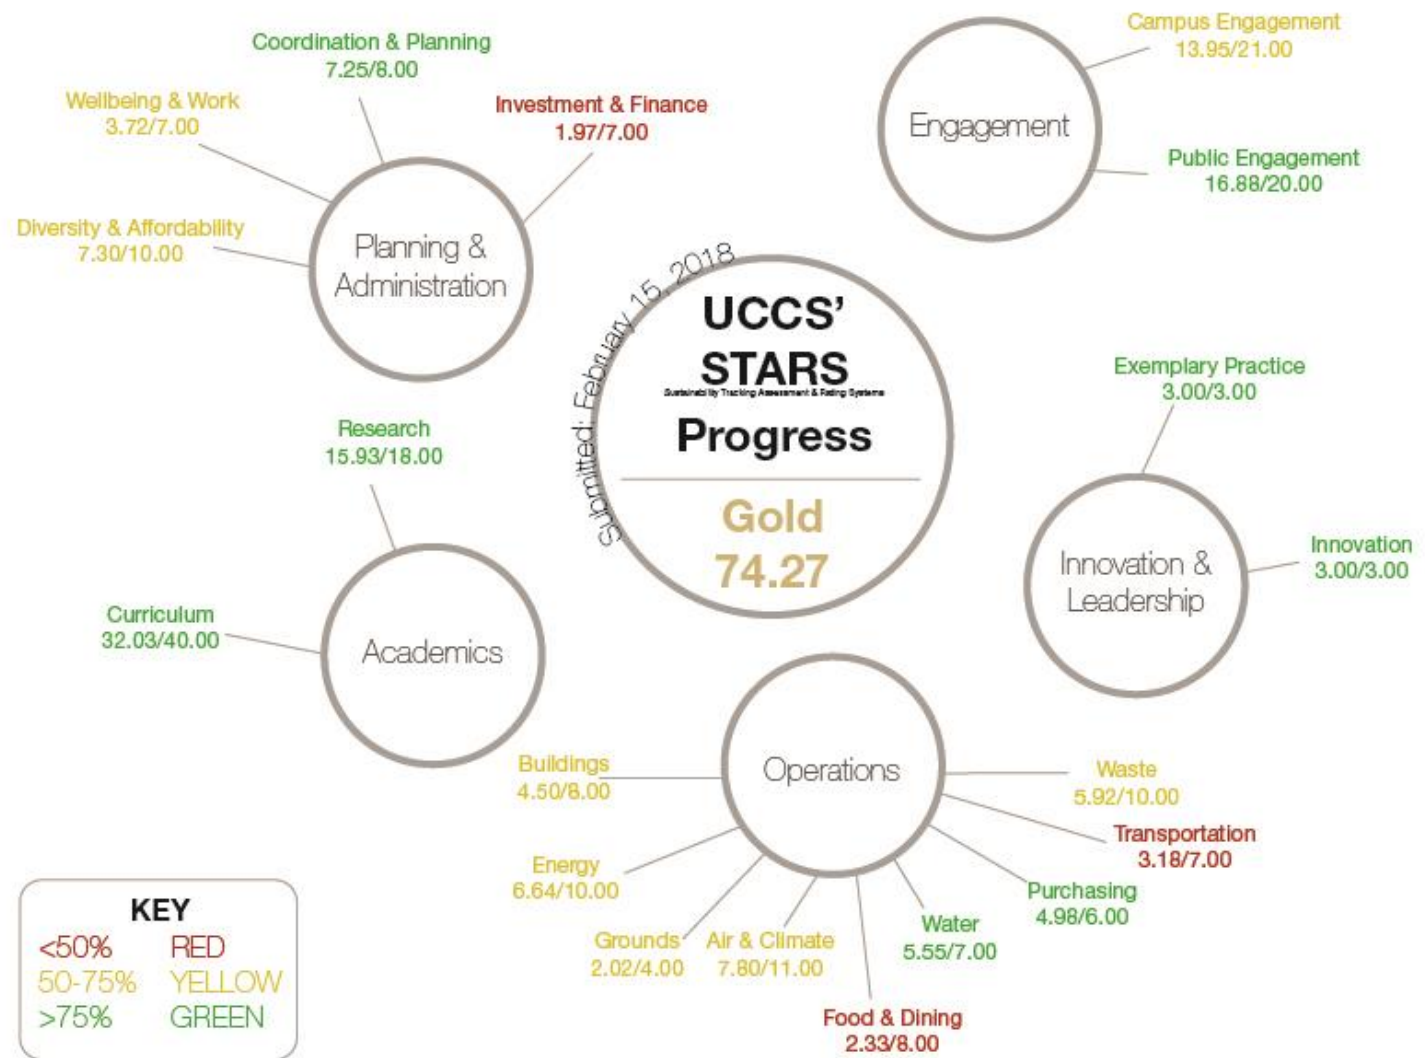 Coordination & Planning
7.25/8.00
Wellbeing & Work
3.72/7.00
Investment & Finance
1.97/7.00
Diversity & Affordability
7.30/10.00
Planning &
Administration
Campus Engagement
13.95/21.00
Engagement
Public Engagement
16.88/20.00
Submitted: February 15, 2018
UCCS'
STARS
Sustainability Tracking Assessment & Rating Systems
Progress
Gold
74.27
Exemplary Practice
3.00/3.00
Innovation
3.00/3.00
Innovation &
Leadership
Research
15.93/18.00
Curriculum
32.03/40.00
Academics
Operations
Buildings
4.50/8.00
Energy
6.64/10.00
Grounds
2.02/4.00
Air & Climate
7.80/11.00
Food & Dining
2.33/8.00
Water
5.55/7.00
Purchasing
4.98/6.00
Transportation
3.18/7.00
Waste
5.92/10.00
KEY
<50% RED
50-75% YELLOW
>75% GREEN